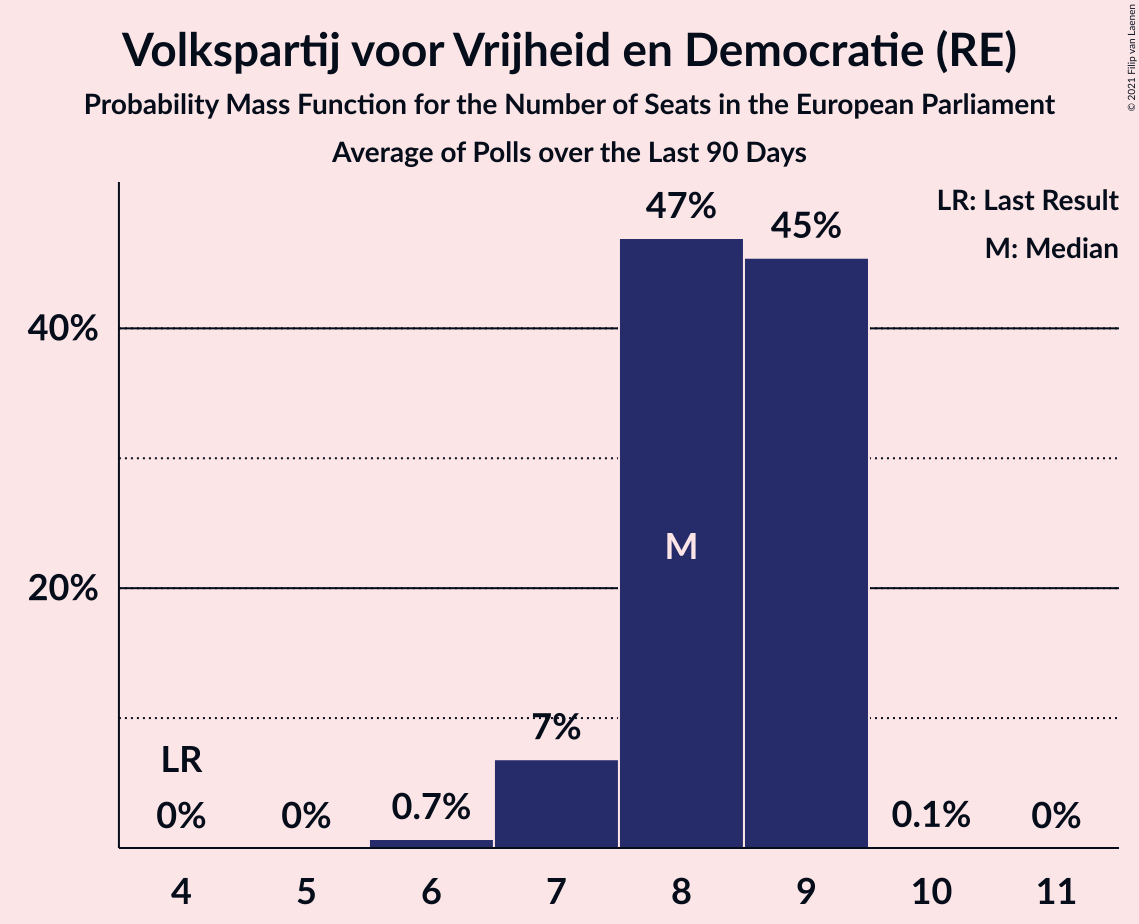 Volkspartij voor Vrijheid en Democratie (RE)
Probability Mass Function for the Number of Seats in the European Parliament
Average of Polls over the Last 90 Days
© 2021 Filip van Laenen
LR: Last Result
M: Median
47%
45%
40%
M
20%
7%
LR
0%
0%
0.7%
0.1%
0%
4
5
6
7
8
9
10
11